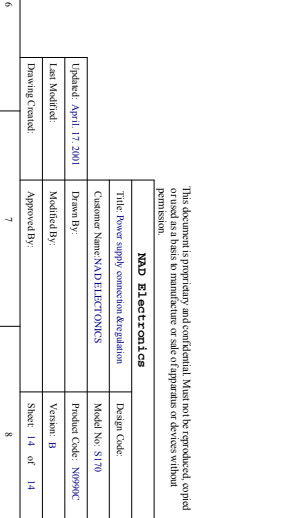 This document is proprietary and confidential. Must not be reproduced, copied
or used as a basis to manufacture or sale of apparatus or devices without
permission.
NAD Electronics
Title: Power supply connection & regulation
Design Code:
Customer Name: NAD ELECTONICS
Model No: S170
Updated: April. 17. 2001
Drawn By:
Product Code: N0990C
Last Modified:
Modified By:
Version: B
Drawing Created:
Approved By:
Sheet: 14 of 14
6
7
8